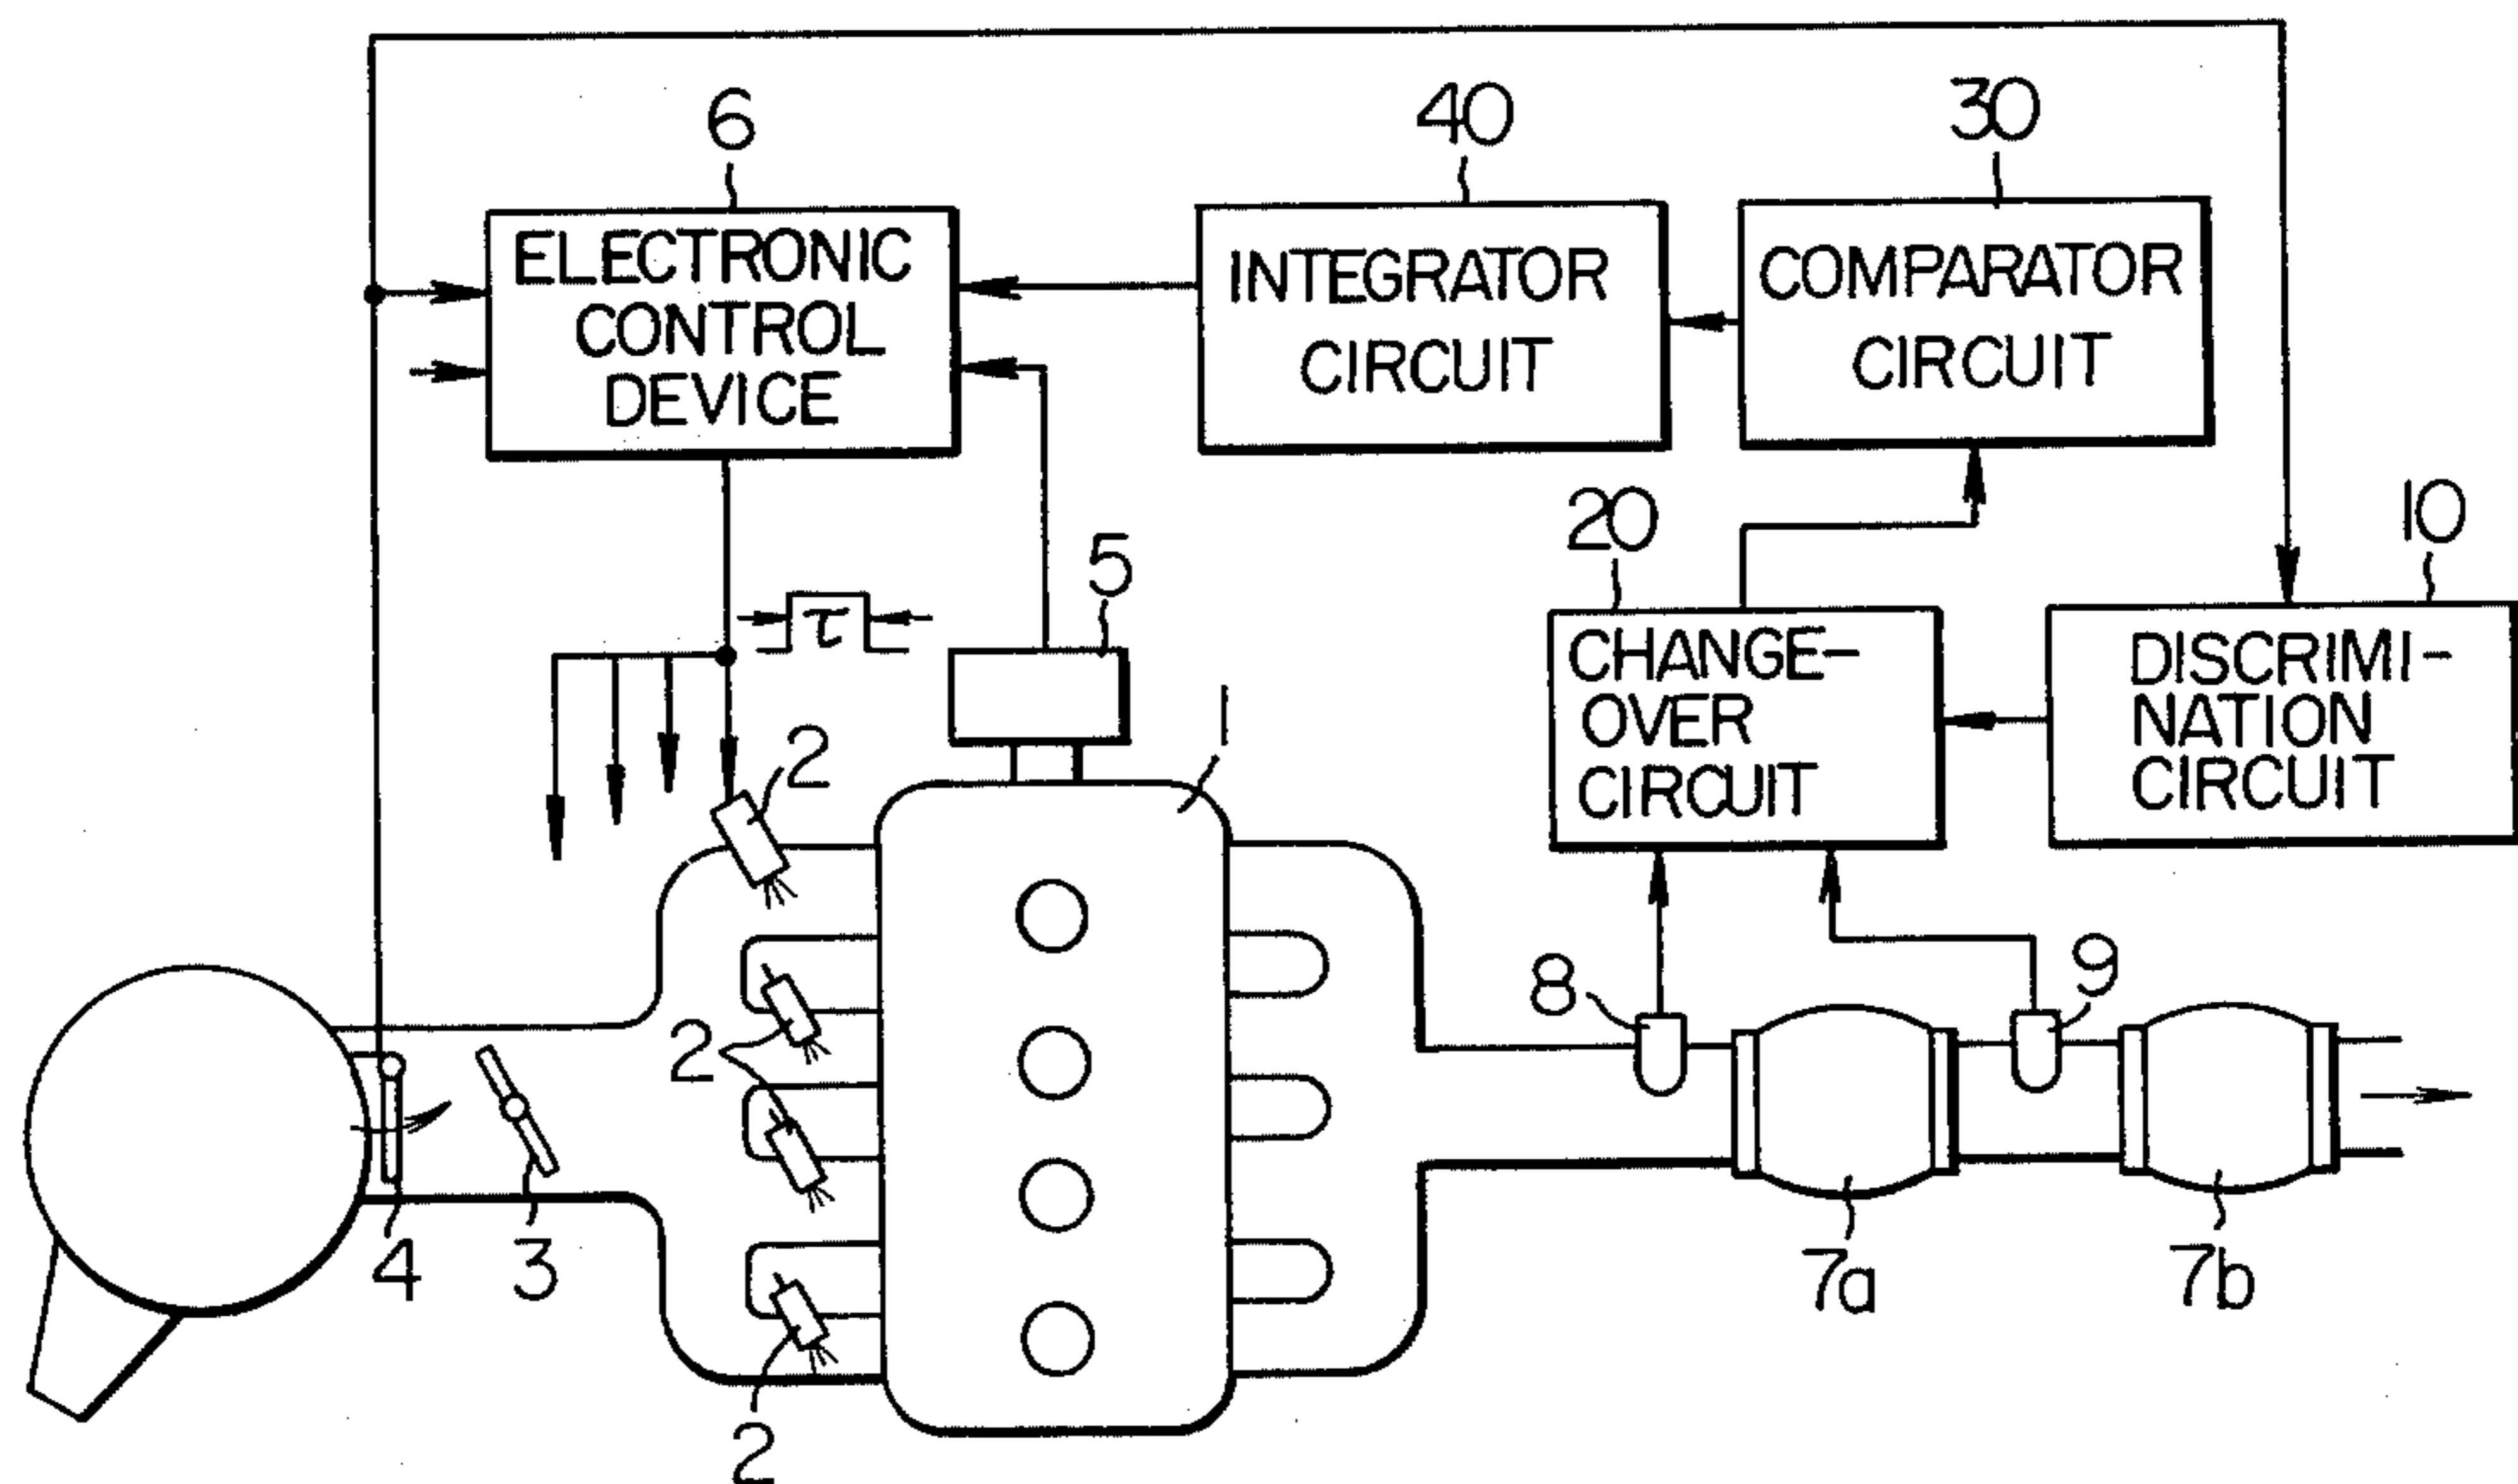 6
40
30
ELECTRONIC
CONTROL
DEVICE
INTEGRATOR
CIRCUIT
COMPARATOR
CIRCUIT
20
10
5
τ
CHANGE-
OVER
CIRCUIT
DISCRIMI-
NATION
CIRCUIT
1
2
8
9
2
4
3
7a
7b
2